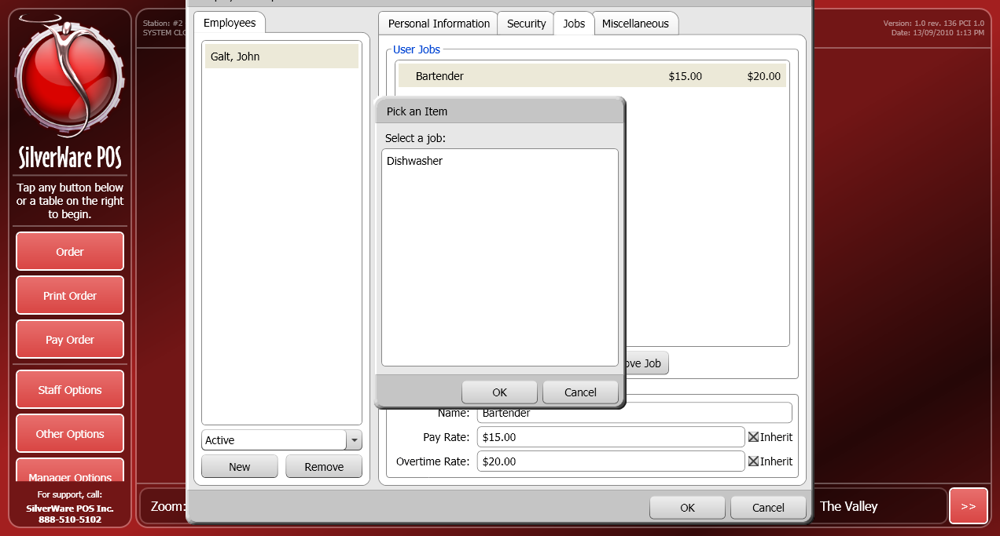 Station: #2
SYSTEM CLO
Version: 1.0 rev. 136 PCI 1.0
Date: 13/09/2010 1:13 PM
SilverWare POS
Tap any button below
or a table on the right
to begin.
Order
Print Order
Pay Order
Staff Options
Other Options
Manager Options
For support, call:
SilverWare POS Inc.
888-510-5102
Employees
Galt, John
Active
New
Remove
Personal Information
Security
Jobs
Miscellaneous
User Jobs
Bartender $15.00 $20.00
Pick an Item
Select a job:
Dishwasher
OK
Cancel
ove Job
Name: Bartender
Pay Rate: $15.00 Inherit
Overtime Rate: $20.00 Inherit
OK
Cancel
Zoom:
The Valley
>>